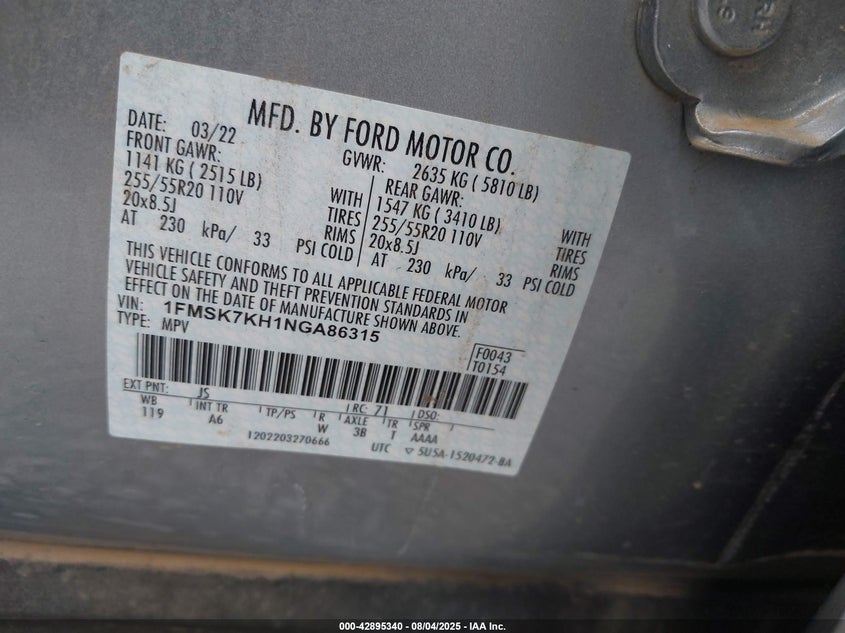 MFD. BY FORD MOTOR CO.
DATE: 03/22
GVWR: 2635 KG ( 5810 LB)
FRONT GAWR:
1141 KG ( 2515 LB) WITH
255/55R20 110V TIRES
20x8.5J RIMS
AT 230 kPa/ 33 PSI COLD
REAR GAWR:
1547 KG ( 3410 LB) WITH
255/55R20 110V TIRES
20x8.5J RIMS
AT 230 kPa/ 33 PSI COLD
THIS VEHICLE CONFORMS TO ALL APPLICABLE FEDERAL MOTOR
VEHICLE SAFETY AND THEFT PREVENTION STANDARDS IN
EFFECT ON THE DATE OF MANUFACTURE SHOWN ABOVE.
VIN: 1FMSK7KH1NGA86315
TYPE: MPV
F0043
T0154
EXT PNT: JS RC: 71 DSO:
WB INT TR TP/PS R AXLE TR SPR
119 A6 W 3B 1 AAAA
1202203270666
UTC 5U5A-1520472-BA
000-42895340 - 08/04/2025 - IAA Inc.